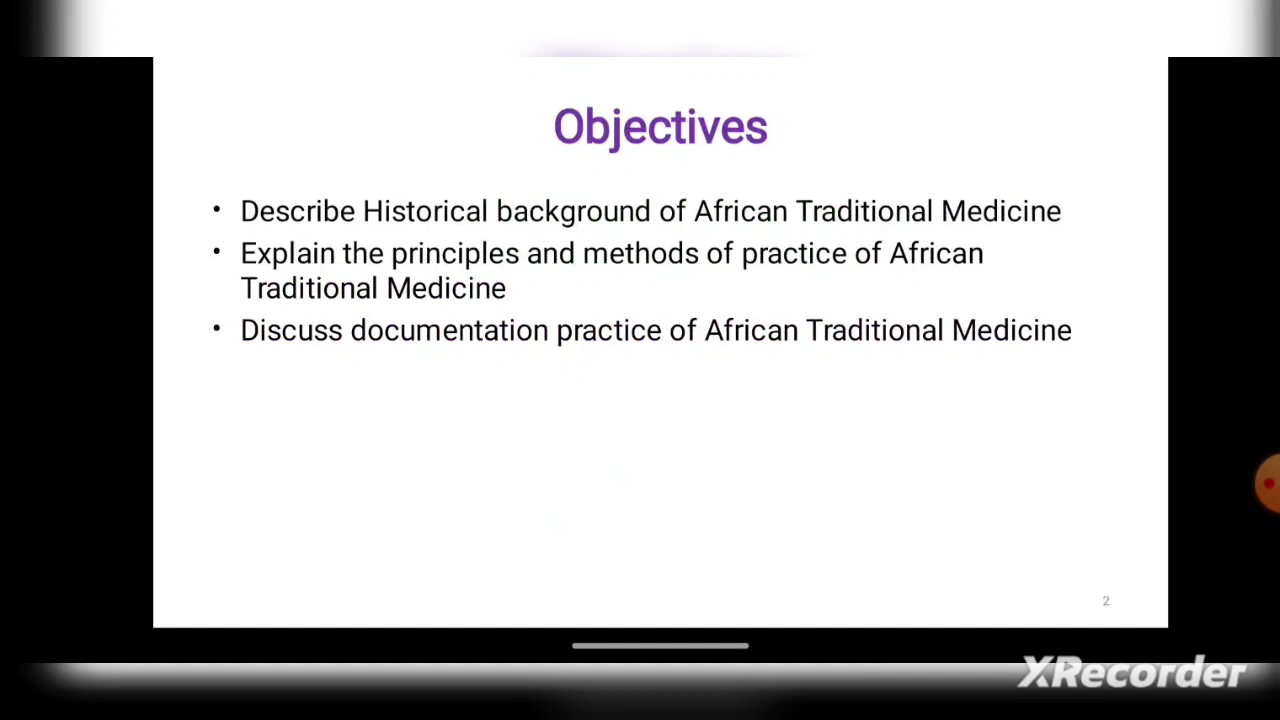 Objectives
• Describe Historical background of African Traditional Medicine
• Explain the principles and methods of practice of African
Traditional Medicine
• Discuss documentation practice of African Traditional Medicine
2
XRecorder